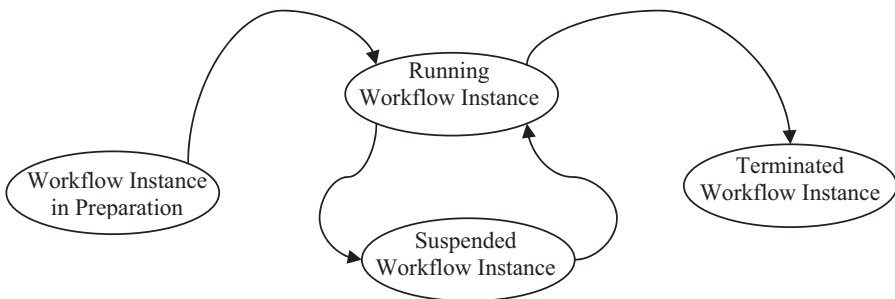 Running
Workflow Instance
Workflow Instance
in Preparation
Terminated
Workflow Instance
Suspended
Workflow Instance